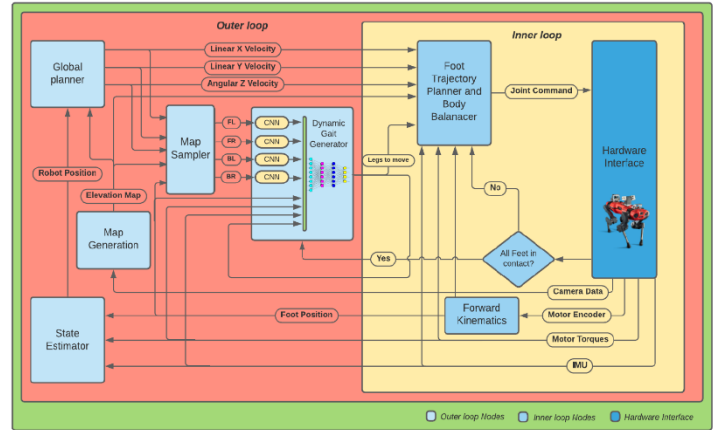 Outer loop
Inner loop
Global
planner
Linear X Velocity
Linear Y Velocity
Angular Z Velocity
Foot
Trajectory
Planner and
Body
Balanacer
Joint Command
Hardware
Interface
Map
Sampler
FL
FR
BL
BR
CNN
CNN
CNN
CNN
Dynamic
Gait
Generator
Legs to move
Robot Position
Elevation Map
No
Map
Generation
All Feet in
contact?
Yes
Camera Data
State
Estimator
Foot Position
Forward
Kinematics
Motor Encoder
Motor Torques
IMU
Outer loop Nodes
Inner loop Nodes
Hardware Interface